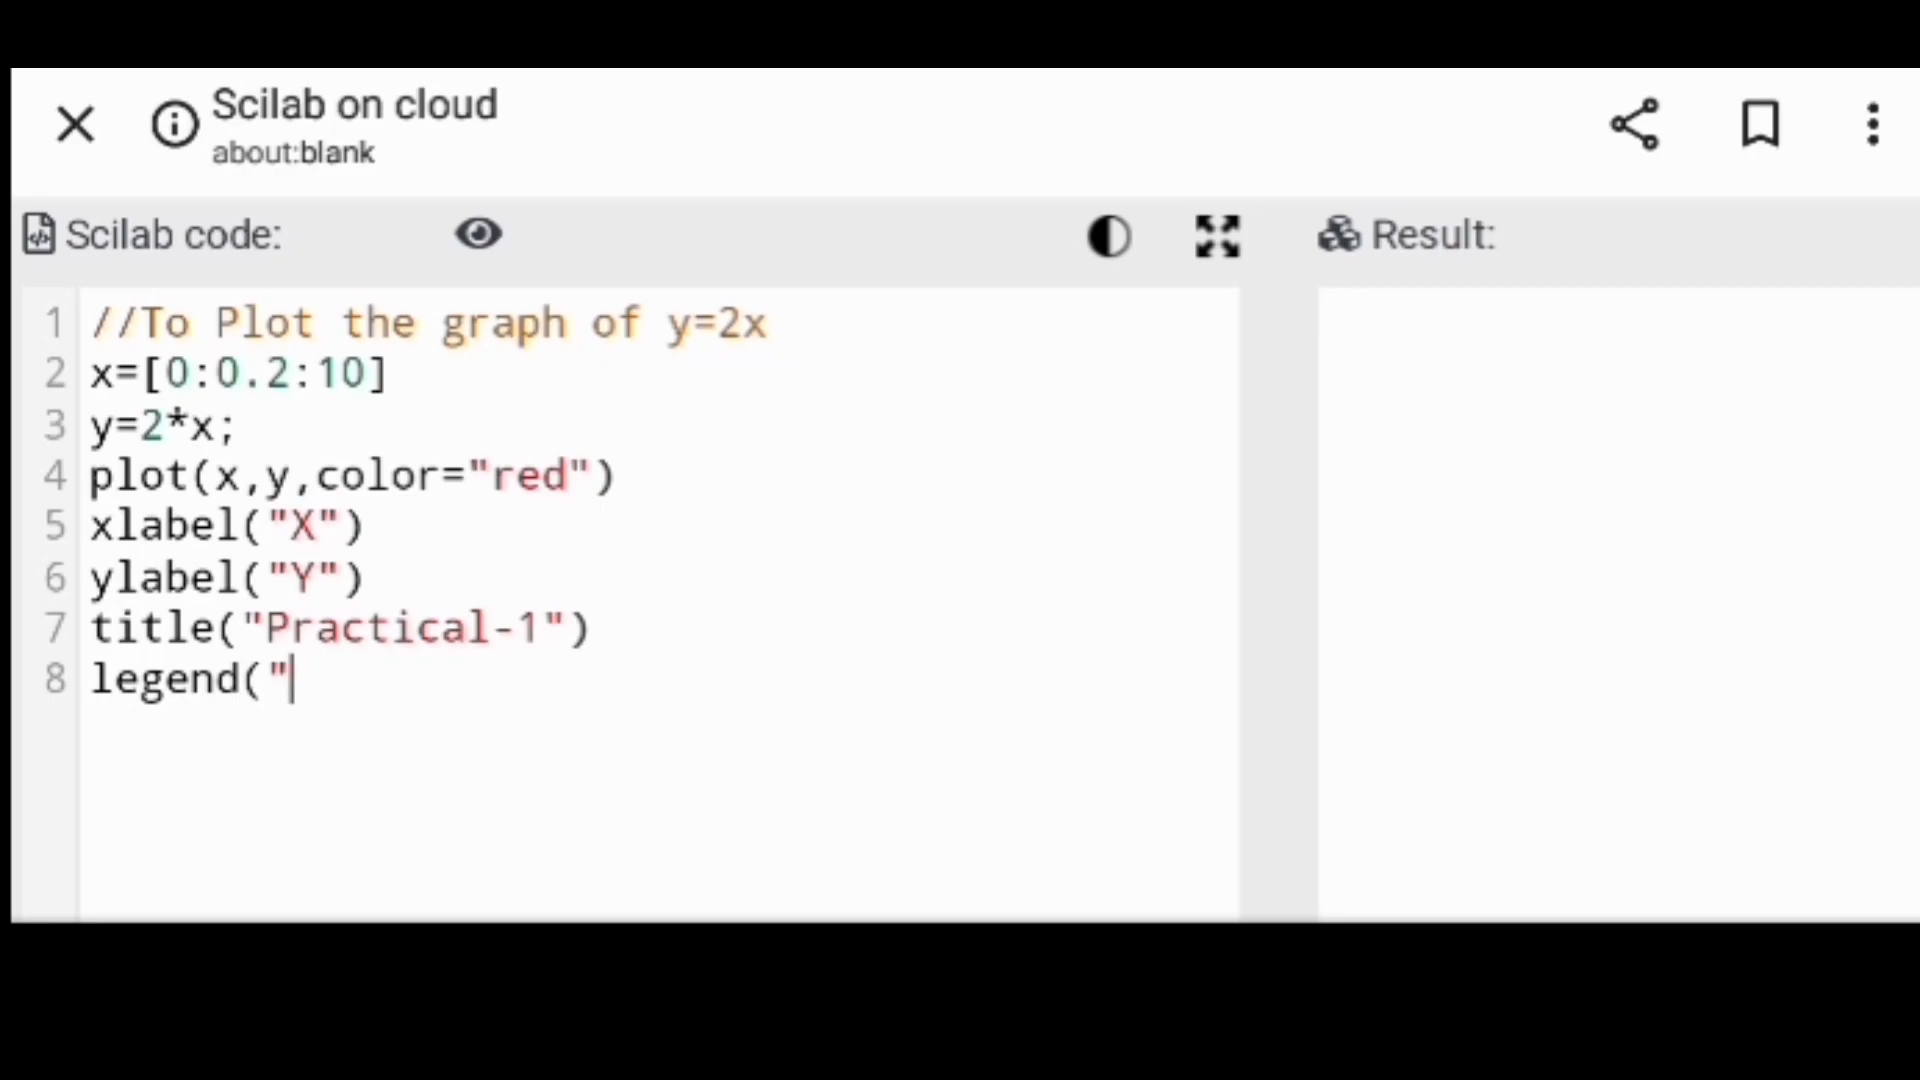 Scilab on cloud
about:blank
Scilab code:
Result:
1 //To Plot the graph of y=2x
2 x=[0:0.2:10]
3 y=2*x;
4 plot(x,y,color="red")
5 xlabel("X")
6 ylabel("Y")
7 title("Practical-1")
8 legend("